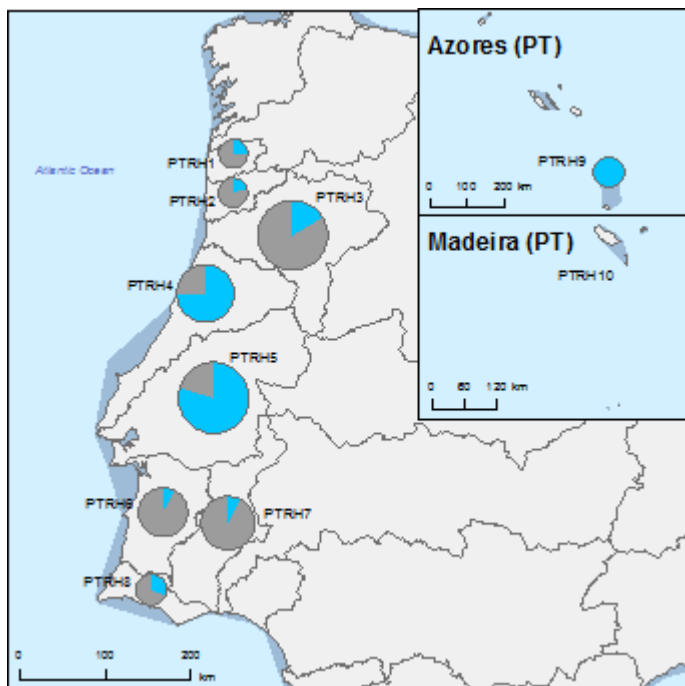 Azores (PT)
PTRH9
0 100 200
km
Madeira (PT)
PTRH10
0 60 120
km
Atlantic Ocean
PTRH1
PTRH2
PTRH3
PTRH4
PTRH5
PTRH6
PTRH7
PTRH8
0 100 200
km